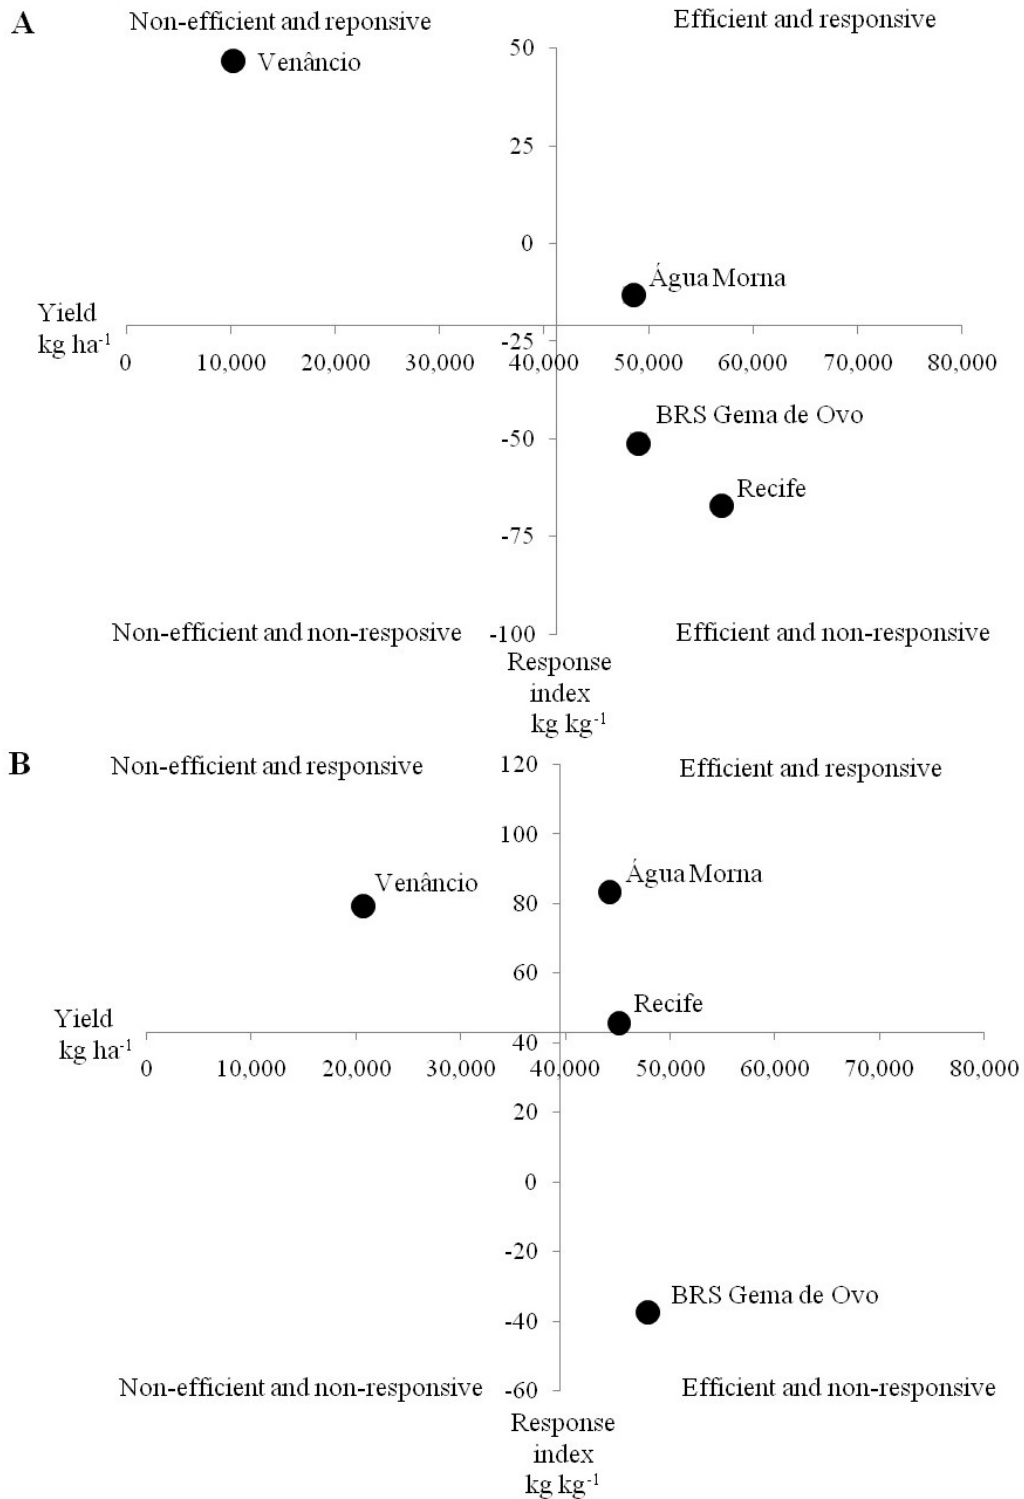 A
Non-efficient and reponsive
Efficient and responsive
50
Venâncio
25
0
Água Morna
Yield
kg ha-1
-25
0 10,000 20,000 30,000 40,000 50,000 60,000 70,000 80,000
BRS Gema de Ovo
-50
Recife
-75
Non-efficient and non-resposive
-100
Efficient and non-responsive
Response
index
kg kg-1
B
Non-efficient and responsive
120
Efficient and responsive
100
Água Morna
Venâncio
80
60
Recife
Yield
kg ha-1
40
0 10,000 20,000 30,000 40,000 50,000 60,000 70,000 80,000
20
0
-20
BRS Gema de Ovo
-40
Non-efficient and non-responsive
-60
Efficient and non-responsive
Response
index
kg kg-1